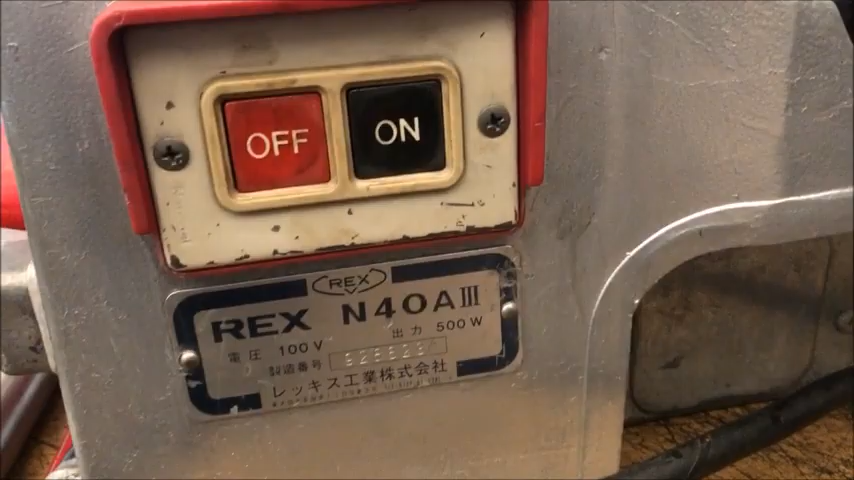 OFF ON
REX
REX N40AIII
電圧 100V 出力 500W
製造番号
レッキス工業株式会社